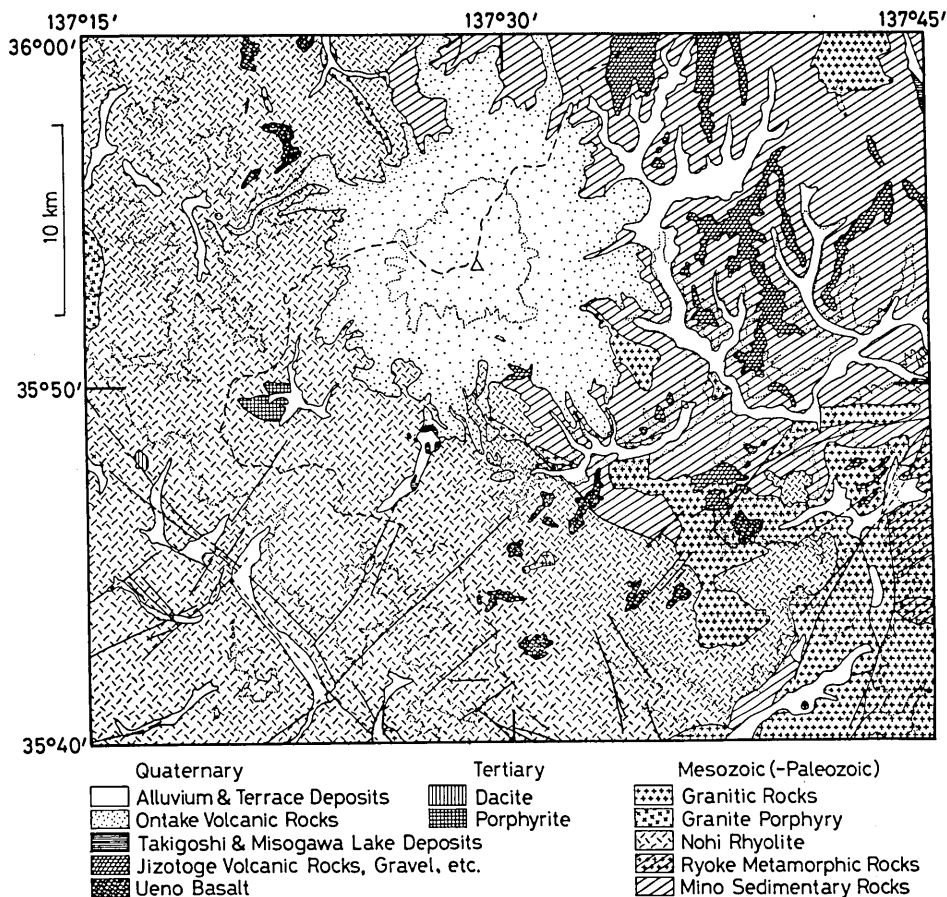 137°15′ 137°30′ 137°45′
36°00′
10 km
35°50′
35°40′
Quaternary
Alluvium & Terrace Deposits
Ontake Volcanic Rocks
Takigoshi & Misogawa Lake Deposits
Jizotoge Volcanic Rocks, Gravel, etc.
Ueno Basalt
Tertiary
Dacite
Porphyrite
Mesozoic (-Paleozoic)
Granitic Rocks
Granite Porphyry
Nohi Rhyolite
Ryoke Metamorphic Rocks
Mino Sedimentary Rocks